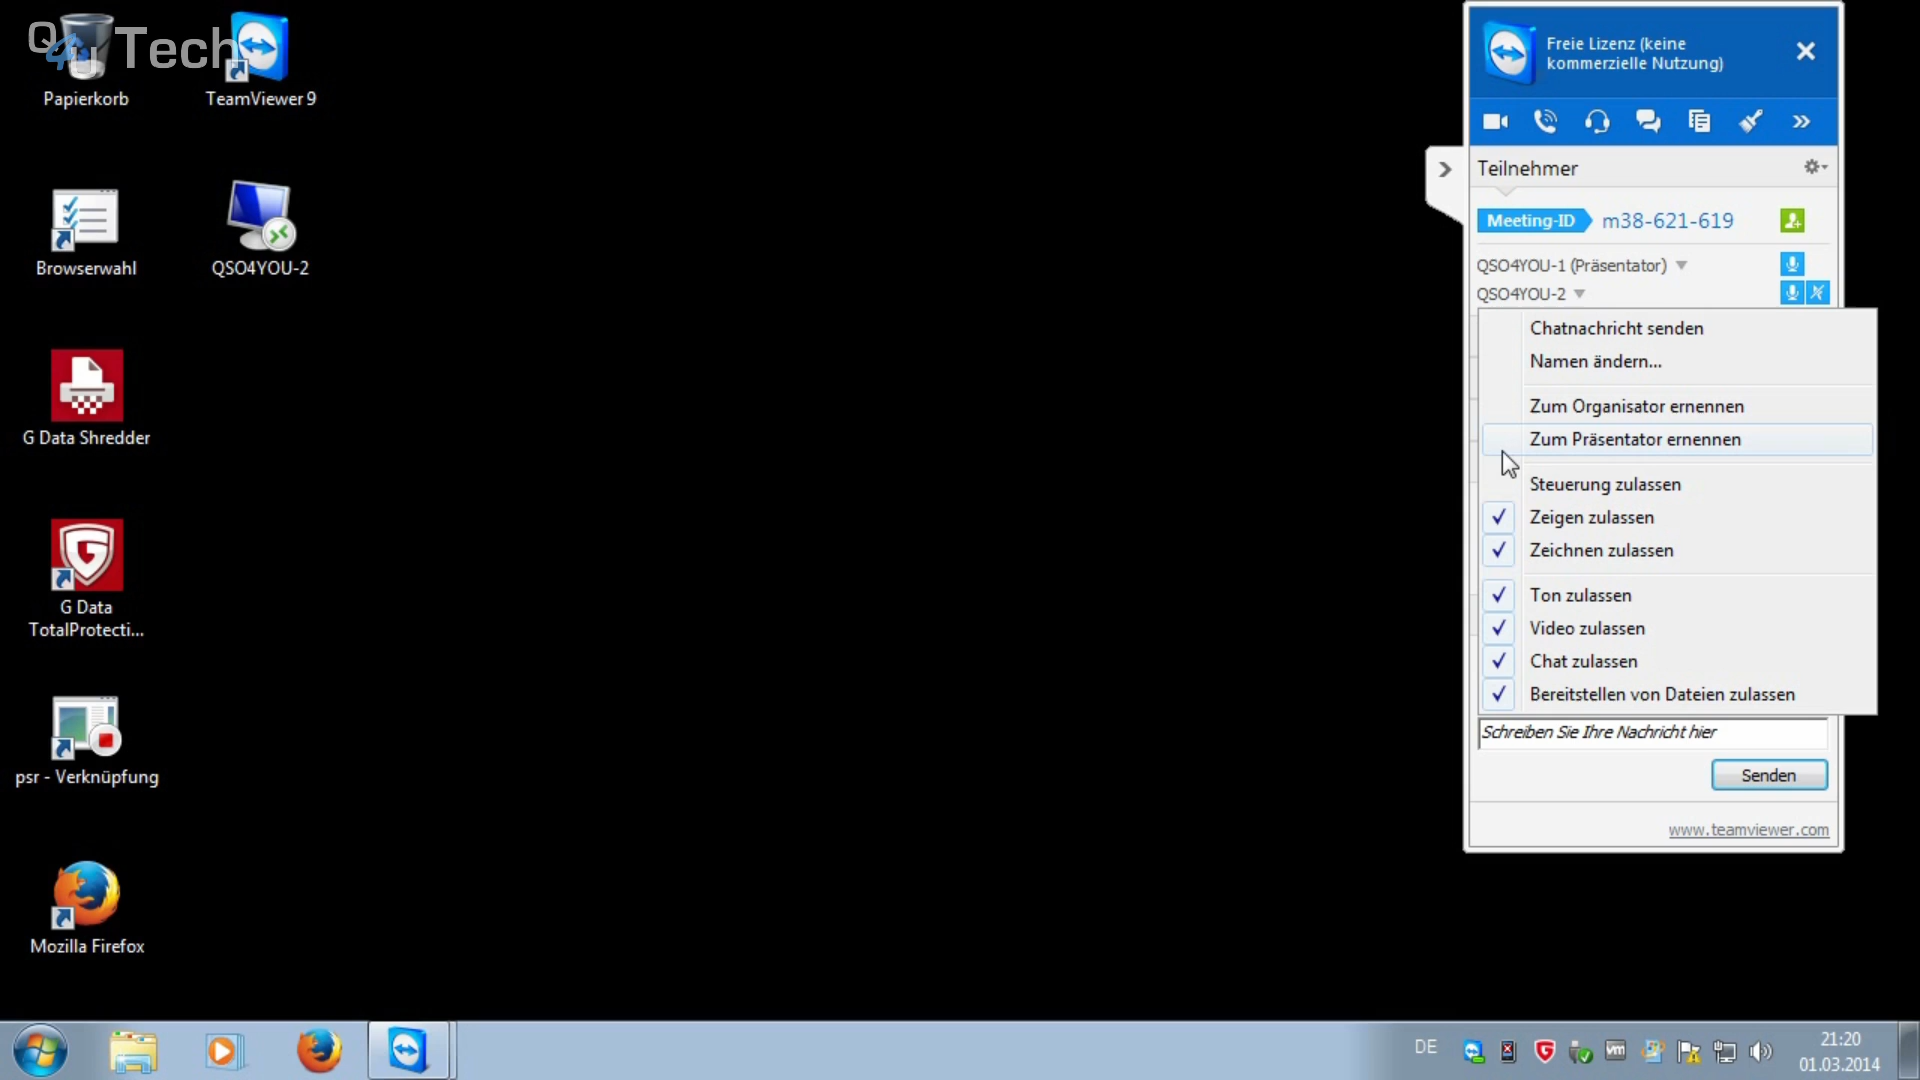 Q4U Tech
Papierkorb
TeamViewer 9
Browserwahl
QSO4YOU-2
G Data Shredder
G Data
TotalProtecti...
psr - Verknüpfung
Mozilla Firefox
Freie Lizenz (keine
kommerzielle Nutzung)
Teilnehmer
Meeting-ID m38-621-619
QSO4YOU-1 (Präsentator)
QSO4YOU-2
Chatnachricht senden
Namen ändern...
Zum Organisator ernennen
Zum Präsentator ernennen
Steuerung zulassen
Zeigen zulassen
Zeichnen zulassen
Ton zulassen
Video zulassen
Chat zulassen
Bereitstellen von Dateien zulassen
Schreiben Sie Ihre Nachricht hier
Senden
www.teamviewer.com
DE
vm
21:20
01.03.2014